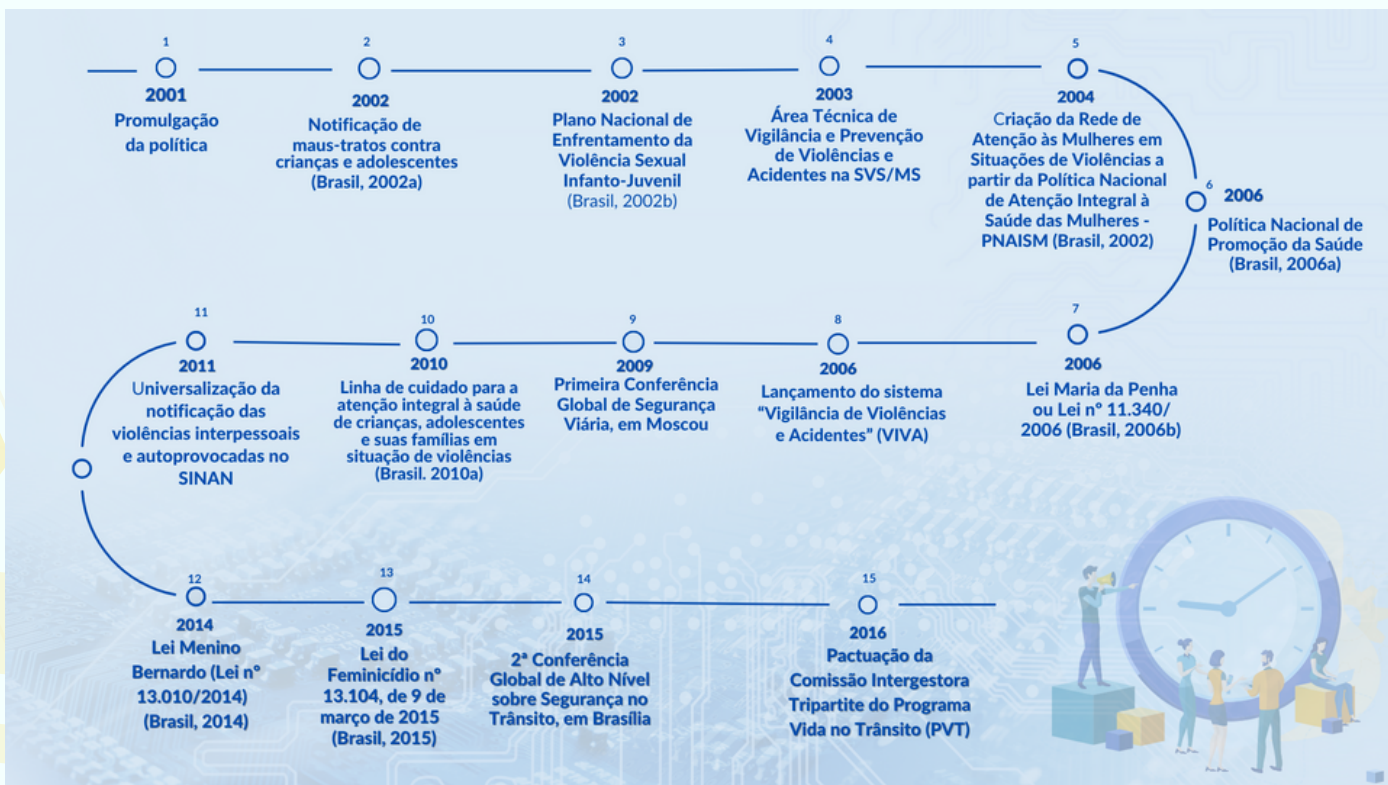 1
2001
Promulgação
da política
2
2002
Notificação de
maus-tratos contra
crianças e adolescentes
(Brasil, 2002a)
3
2002
Plano Nacional de
Enfrentamento da
Violência Sexual
Infanto-Juvenil
(Brasil, 2002b)
4
2003
Área Técnica de
Vigilância e Prevenção
de Violências e
Acidentes na SVS/MS
5
2004
Criação da Rede de
Atenção às Mulheres em
Situações de Violências a
partir da Política Nacional
de Atenção Integral à
Saúde das Mulheres -
PNAISM (Brasil, 2002)
6
2006
Política Nacional de
Promoção da Saúde
(Brasil, 2006a)
7
2006
Lei Maria da Penha
ou Lei nº 11.340/
2006 (Brasil, 2006b)
8
2006
Lançamento do sistema
“Vigilância de Violências
e Acidentes” (VIVA)
9
2009
Primeira Conferência
Global de Segurança
Viária, em Moscou
10
2010
Linha de cuidado para a
atenção integral à saúde
de crianças, adolescentes
e suas famílias em
situação de violências
(Brasil. 2010a)
11
2011
Universalização da
notificação das
violências interpessoais
e autoprovocadas no
SINAN
12
2014
Lei Menino
Bernardo (Lei nº
13.010/2014)
(Brasil, 2014)
13
2015
Lei do
Feminicídio nº
13.104, de 9 de
março de 2015
(Brasil, 2015)
14
2015
2ª Conferência
Global de Alto Nível
sobre Segurança no
Trânsito, em Brasília
15
2016
Pactuação da
Comissão Intergestora
Tripartite do Programa
Vida no Trânsito (PVT)